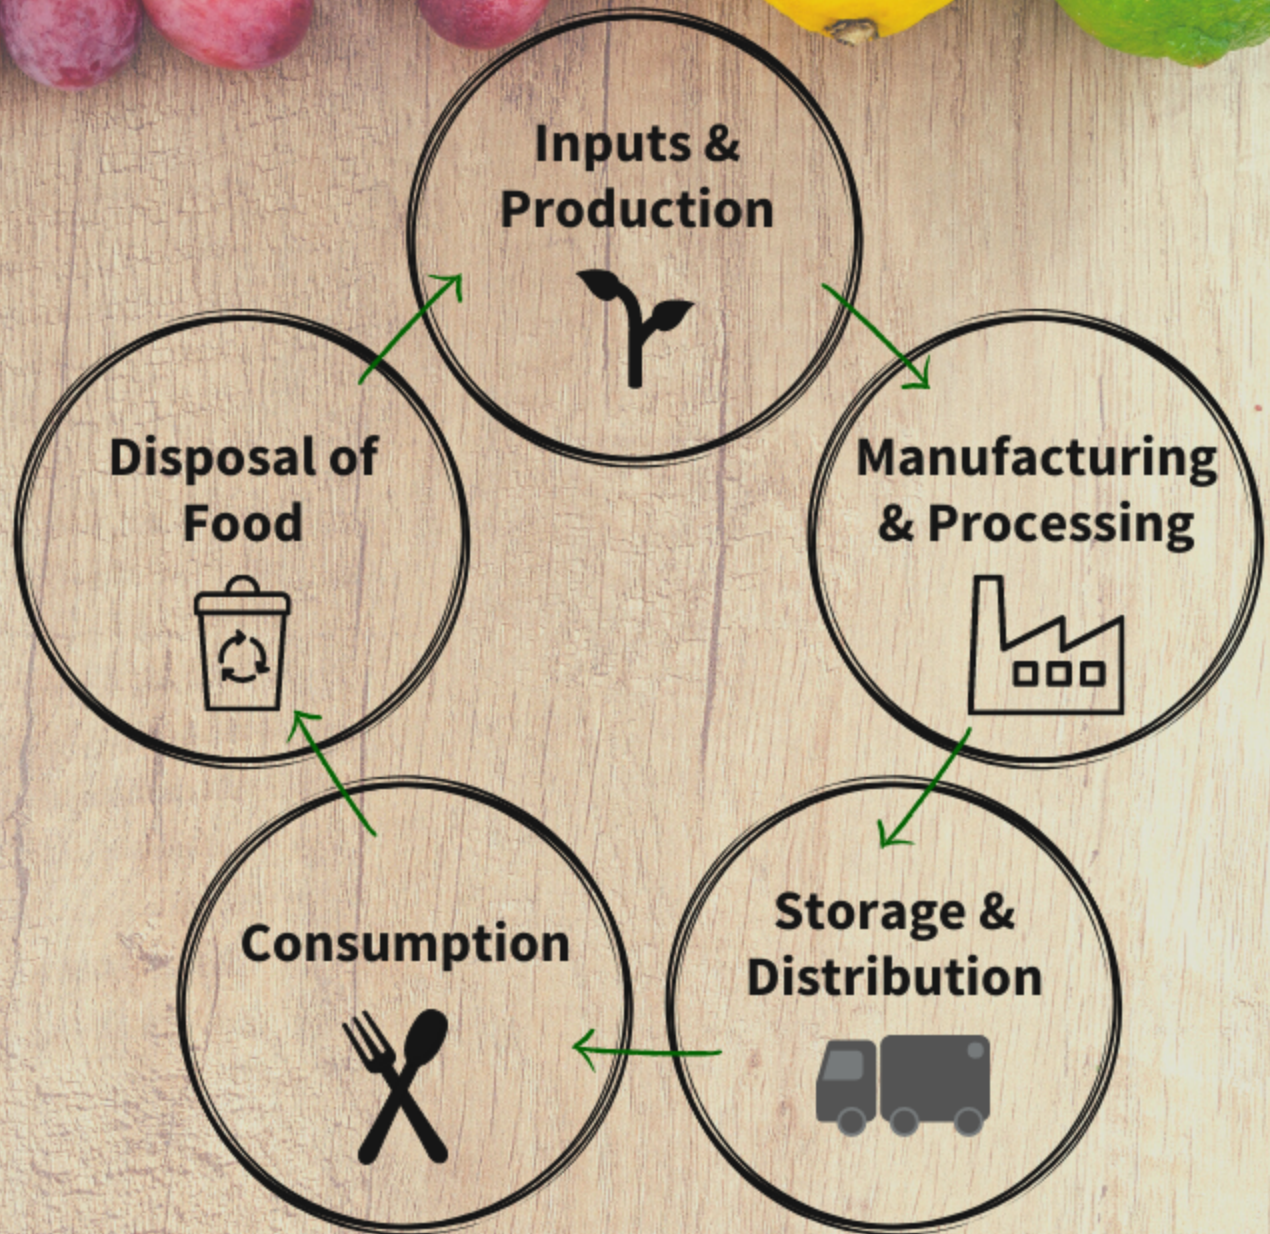 Inputs &
Production
Manufacturing
& Processing
Storage &
Distribution
Consumption
Disposal of
Food